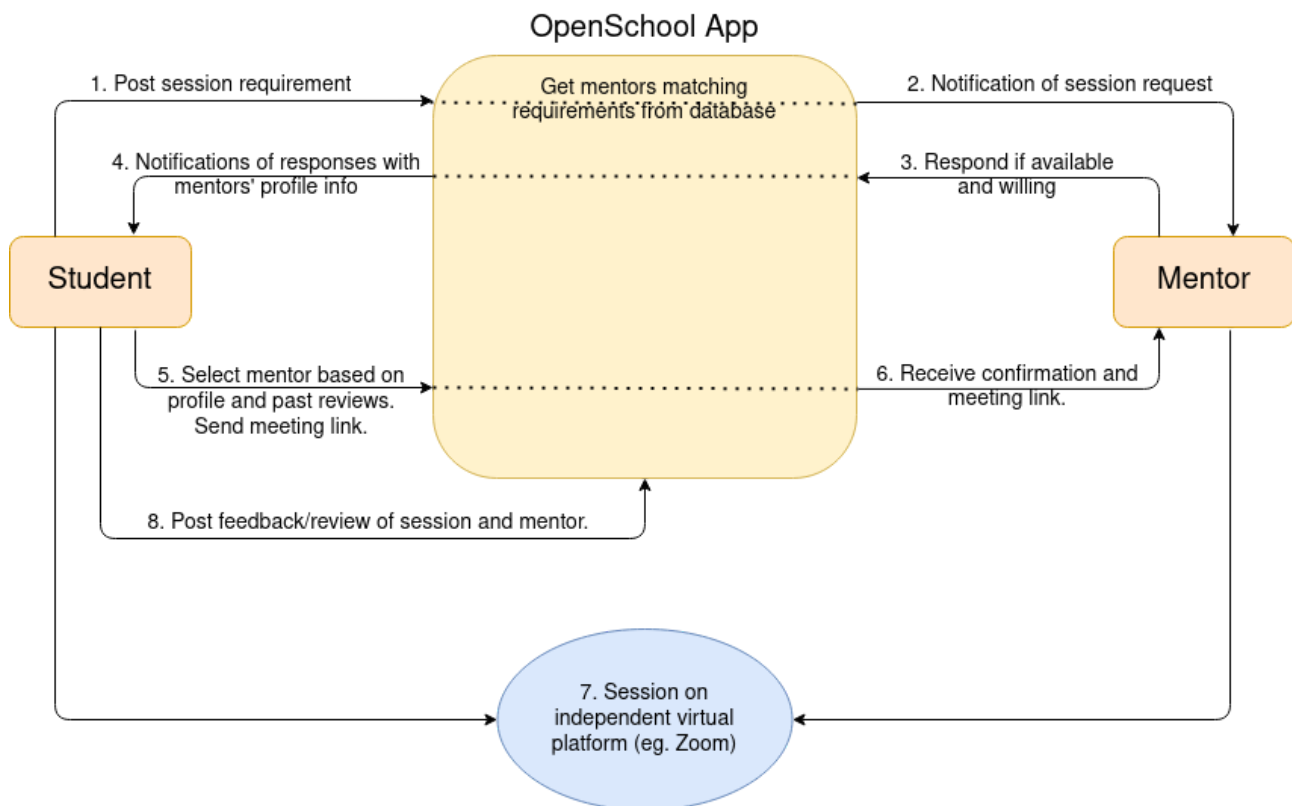 OpenSchool App
1. Post session requirement
Get mentors matching
requirements from database
2. Notification of session request
4. Notifications of responses with
mentors' profile info
3. Respond if available
and willing
Student
Mentor
5. Select mentor based on
profile and past reviews.
Send meeting link.
6. Receive confirmation and
meeting link.
8. Post feedback/review of session and mentor.
7. Session on
independent virtual
platform (eg. Zoom)